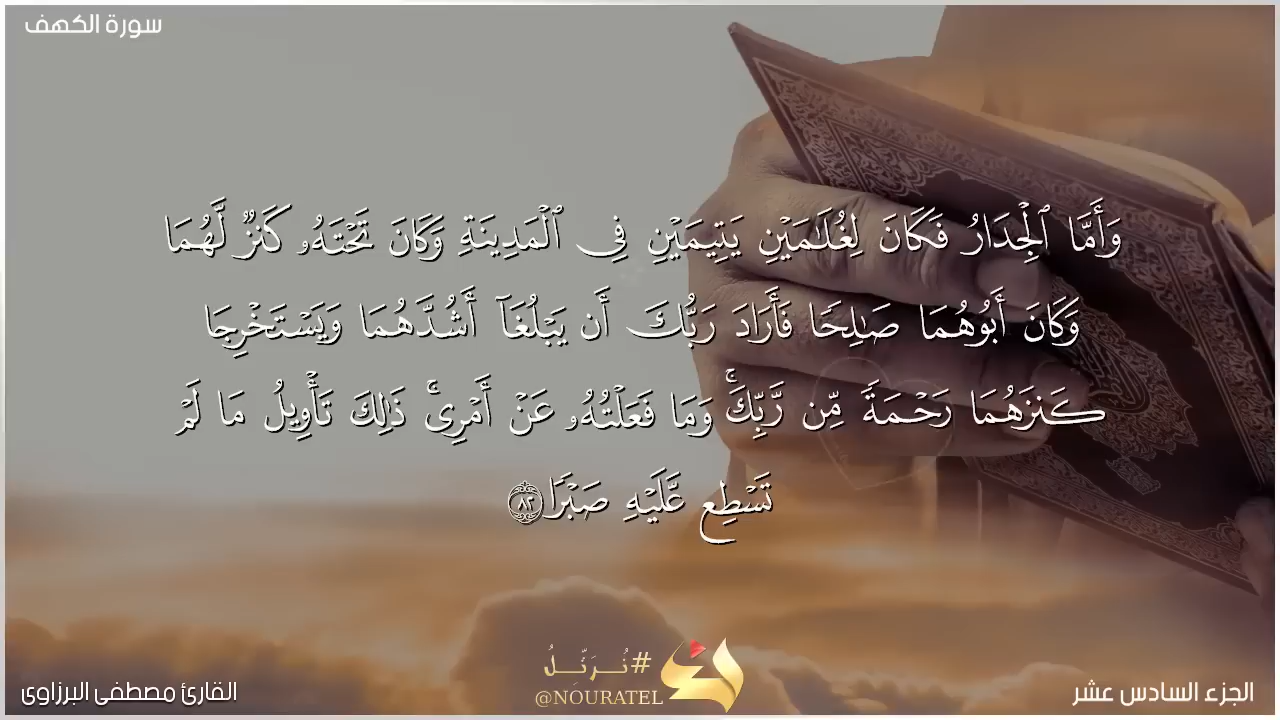 سورة الكهف
وَأَمَّا ٱلْجِدَارُ فَكَانَ لِغُلَـٰمَيْنِ يَتِيمَيْنِ فِى ٱلْمَدِينَةِ وَكَانَ تَحْتَهُۥ كَنزٌ لَّهُمَا
وَكَانَ أَبُوهُمَا صَـٰلِحًا فَأَرَادَ رَبُّكَ أَن يَبْلُغَآ أَشُدَّهُمَا وَيَسْتَخْرِجَا
كَنزَهُمَا رَحْمَةً مِّن رَّبِّكَ ۚ وَمَا فَعَلْتُهُۥ عَنْ أَمْرِى ۚ ذَٰلِكَ تَأْوِيلُ مَا لَمْ
تَسْطِع عَّلَيْهِ صَبْرًا ٨٢
#نُرَتِّلُ
@NOURATEL
الجزء السادس عشر
القارئ مصطفى البرزاوى